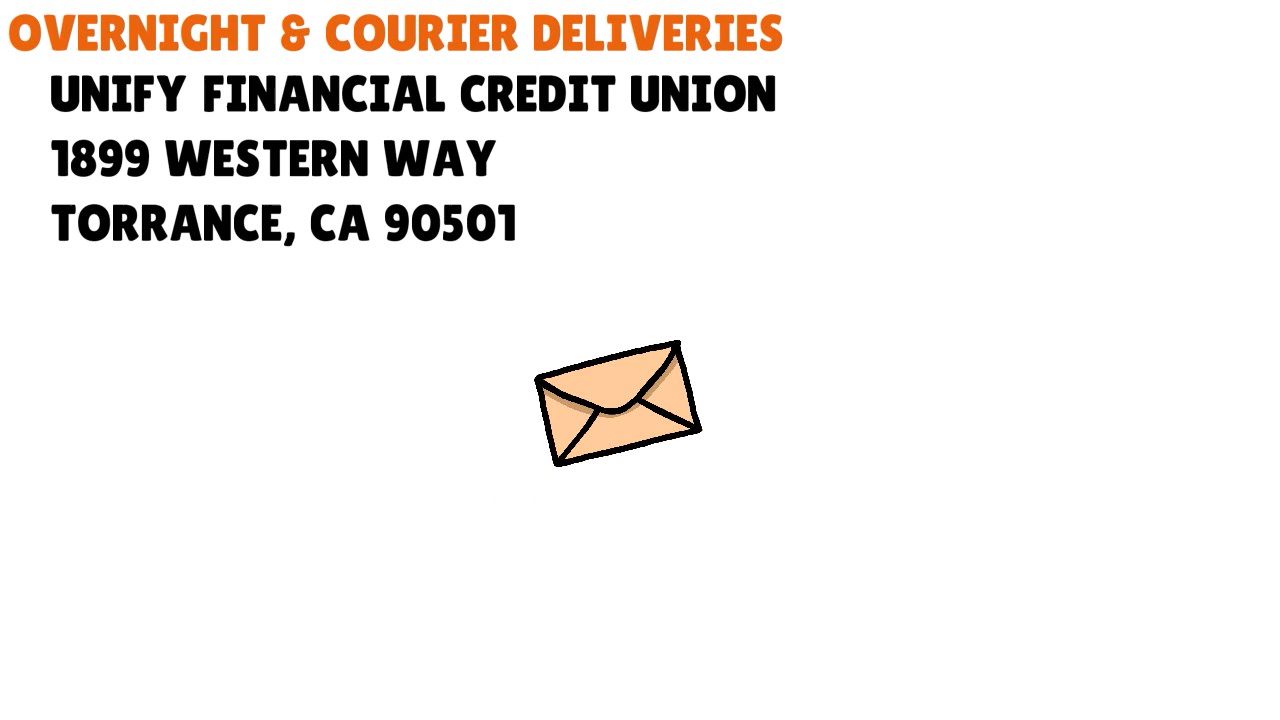 OVERNIGHT & COURIER DELIVERIES
UNIFY FINANCIAL CREDIT UNION
1899 WESTERN WAY
TORRANCE, CA 90501